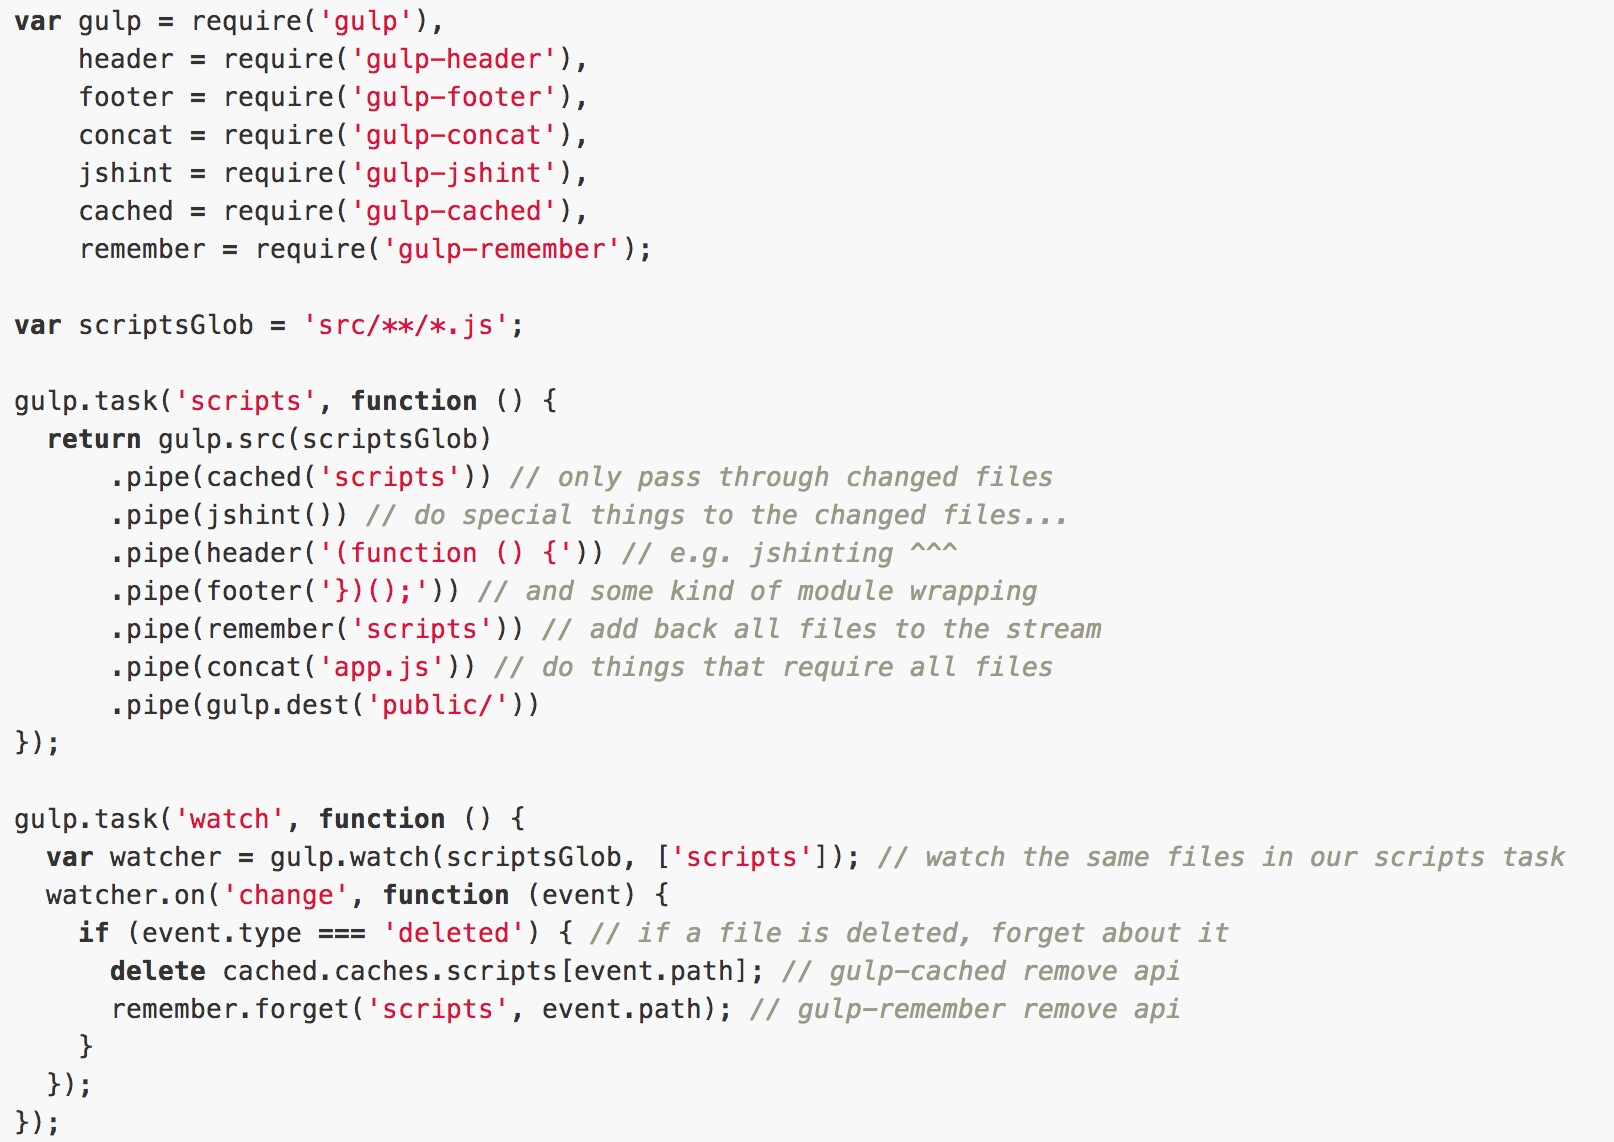 var gulp = require('gulp'),
    header = require('gulp-header'),
    footer = require('gulp-footer'),
    concat = require('gulp-concat'),
    jshint = require('gulp-jshint'),
    cached = require('gulp-cached'),
    remember = require('gulp-remember');

var scriptsGlob = 'src/**/*.js';

gulp.task('scripts', function () {
  return gulp.src(scriptsGlob)
      .pipe(cached('scripts')) // only pass through changed files
      .pipe(jshint()) // do special things to the changed files...
      .pipe(header('(function () {')) // e.g. jshinting ^^^
      .pipe(footer('})();')) // and some kind of module wrapping
      .pipe(remember('scripts')) // add back all files to the stream
      .pipe(concat('app.js')) // do things that require all files
      .pipe(gulp.dest('public/'))
});

gulp.task('watch', function () {
  var watcher = gulp.watch(scriptsGlob, ['scripts']); // watch the same files in our scripts task
  watcher.on('change', function (event) {
    if (event.type === 'deleted') { // if a file is deleted, forget about it
      delete cached.caches.scripts[event.path]; // gulp-cached remove api
      remember.forget('scripts', event.path); // gulp-remember remove api
    }
  });
});